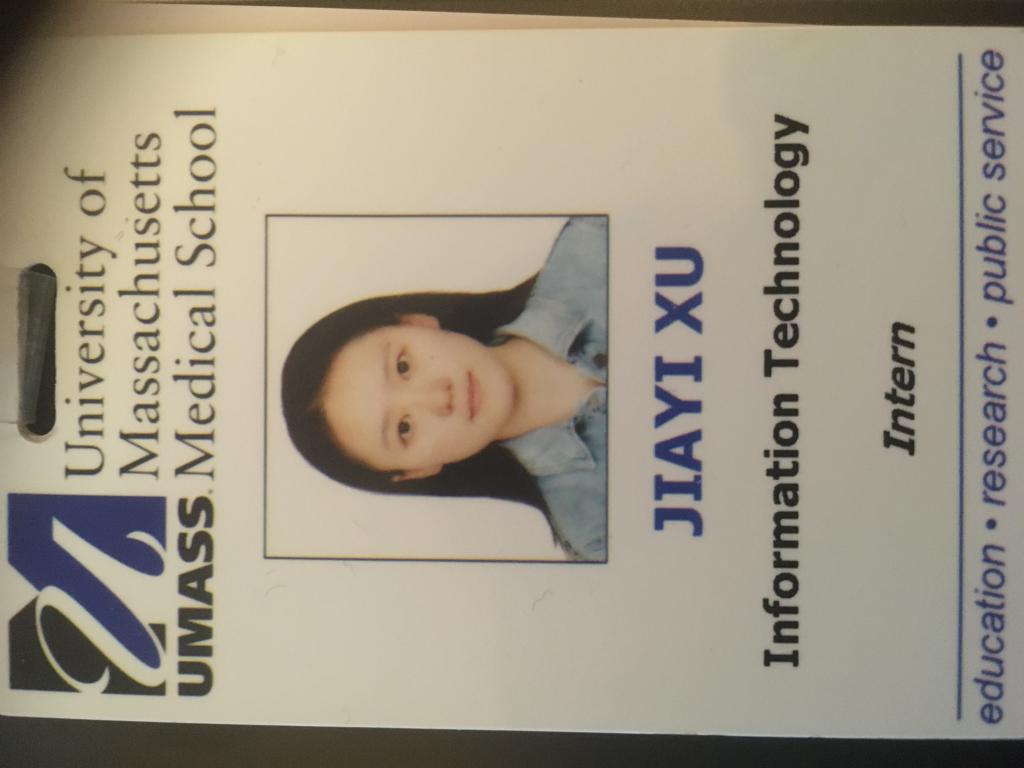 University of
Massachusetts
UMASS. Medical School
JIAYI XU
Information Technology
Intern
education • research • public service